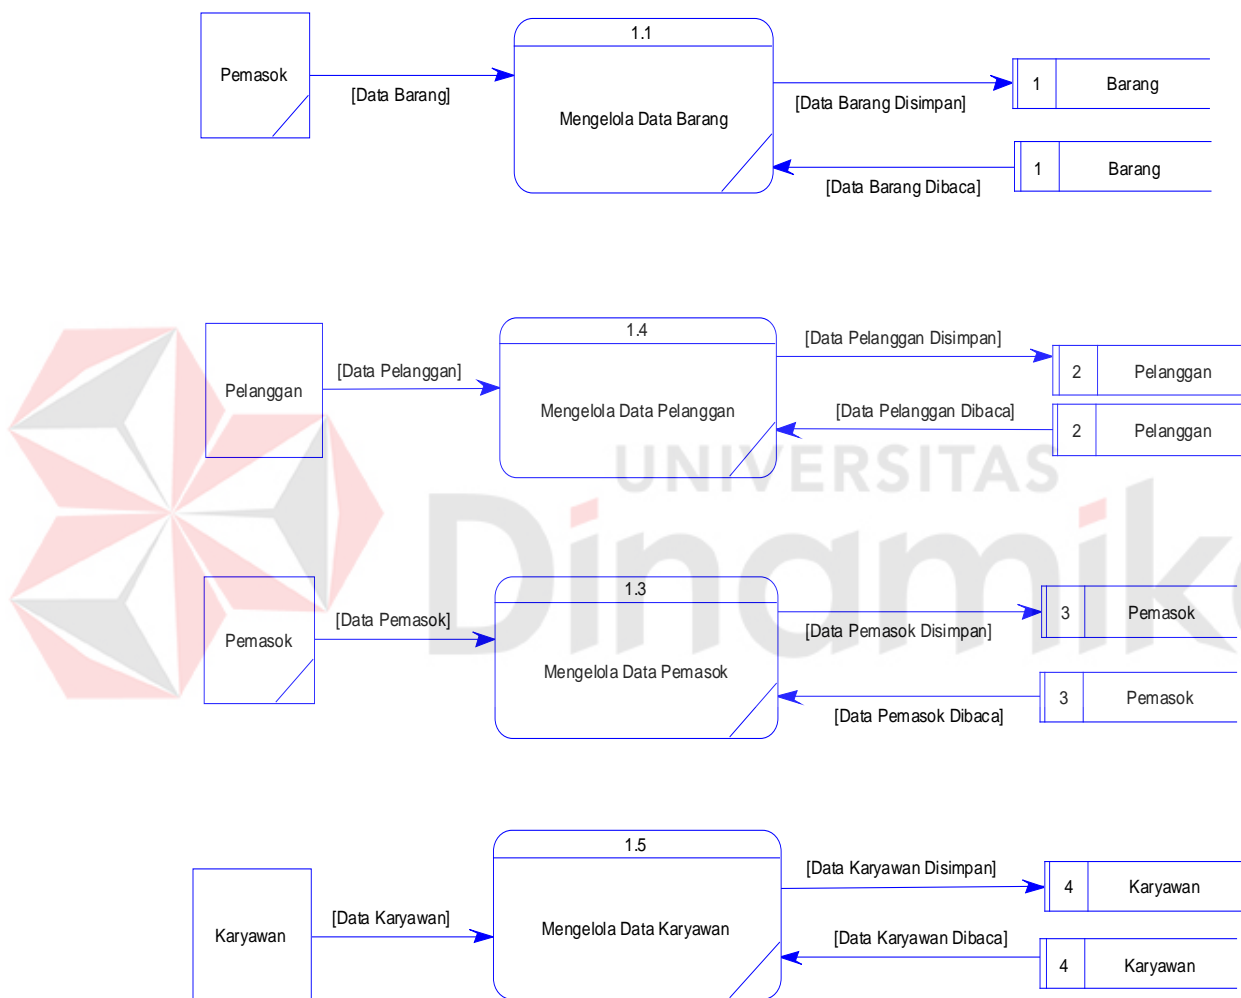 1.1
Pemasok
[Data Barang]
Mengelola Data Barang
[Data Barang Disimpan]
1 Barang
[Data Barang Dibaca]
1 Barang
1.4
Pelanggan
[Data Pelanggan]
Mengelola Data Pelanggan
[Data Pelanggan Disimpan]
2 Pelanggan
[Data Pelanggan Dibaca]
2 Pelanggan
UNIVERSITAS
Dinamika
1.3
Pemasok
[Data Pemasok]
Mengelola Data Pemasok
[Data Pemasok Disimpan]
3 Pemasok
[Data Pemasok Dibaca]
3 Pemasok
1.5
Karyawan
[Data Karyawan]
Mengelola Data Karyawan
[Data Karyawan Disimpan]
4 Karyawan
[Data Karyawan Dibaca]
4 Karyawan